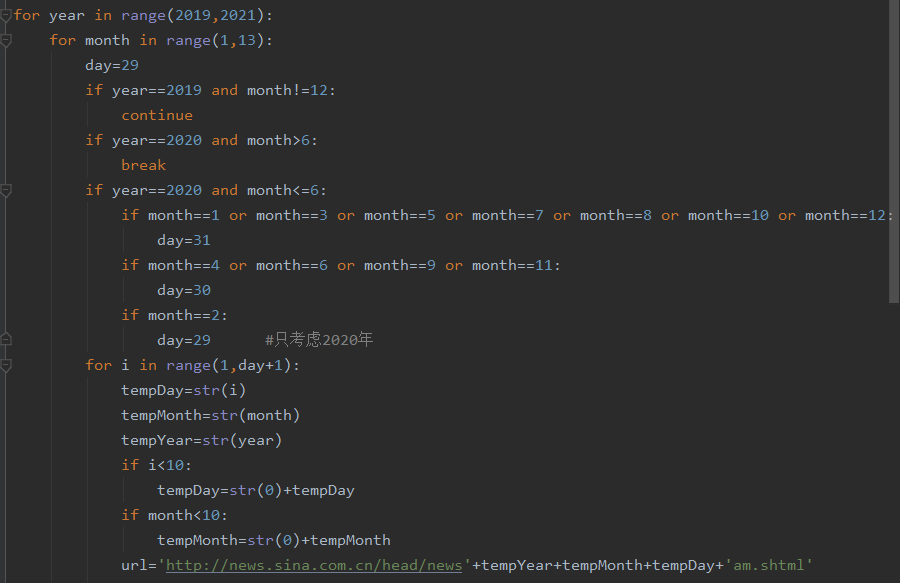 for year in range(2019,2021):
    for month in range(1,13):
        day=29
        if year==2019 and month!=12:
            continue
        if year==2020 and month>6:
            break
        if year==2020 and month<=6:
            if month==1 or month==3 or month==5 or month==7 or month==8 or month==10 or month==12:
                day=31
            if month==4 or month==6 or month==9 or month==11:
                day=30
            if month==2:
                day=29      #只考虑2020年
        for i in range(1,day+1):
            tempDay=str(i)
            tempMonth=str(month)
            tempYear=str(year)
            if i<10:
                tempDay=str(0)+tempDay
            if month<10:
                tempMonth=str(0)+tempMonth
            url='http://news.sina.com.cn/head/news'+tempYear+tempMonth+tempDay+'am.shtml'